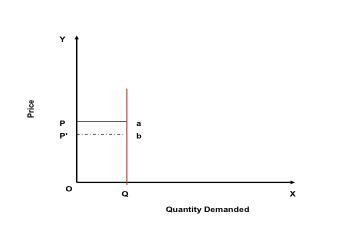 Y
Price
P a
P' b
O
Q X
Quantity Demanded